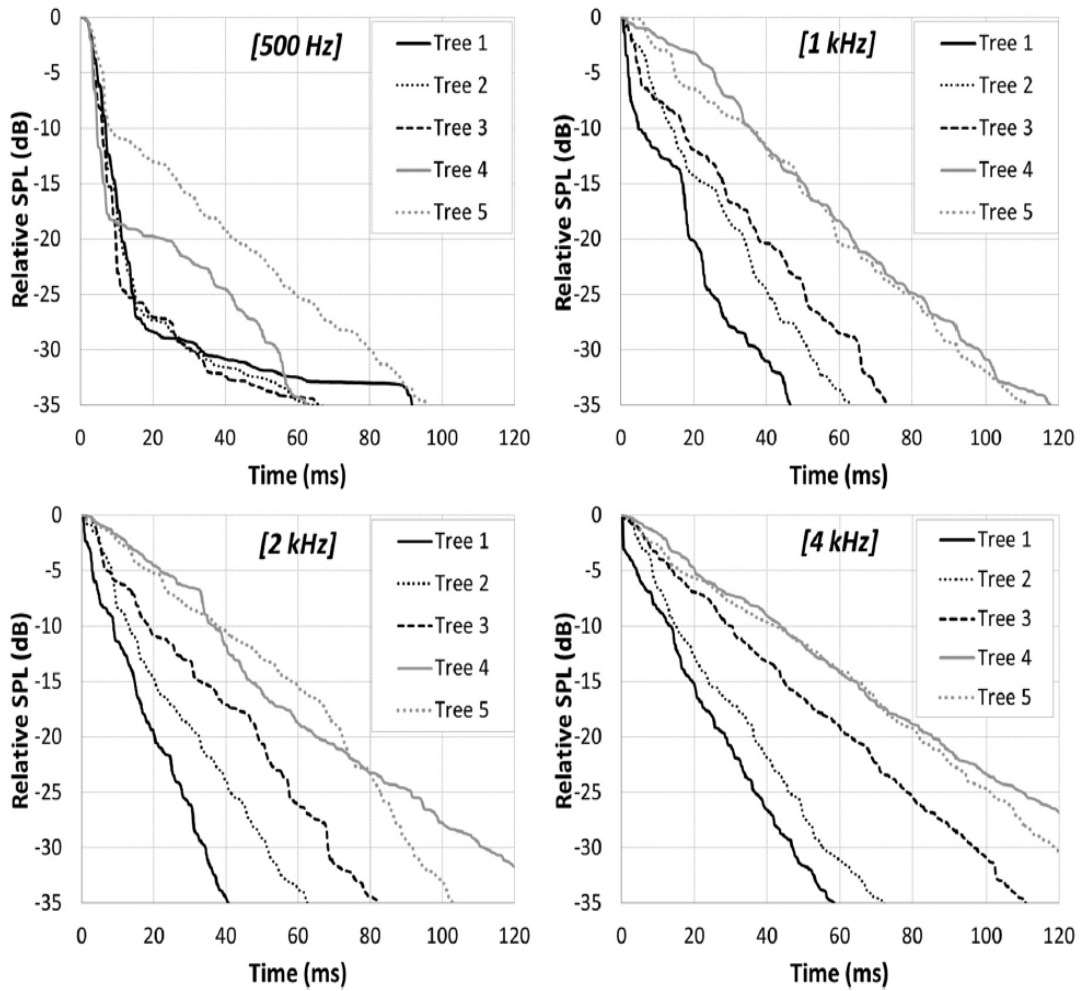 [500 Hz]
Relative SPL (dB)
0
-5
-10
-15
-20
-25
-30
-35
Tree 1
Tree 2
Tree 3
Tree 4
Tree 5
0 20 40 60 80 100 120
Time (ms)
[1 kHz]
Relative SPL (dB)
0
-5
-10
-15
-20
-25
-30
-35
Tree 1
Tree 2
Tree 3
Tree 4
Tree 5
0 20 40 60 80 100 120
Time (ms)
[2 kHz]
Relative SPL (dB)
0
-5
-10
-15
-20
-25
-30
-35
Tree 1
Tree 2
Tree 3
Tree 4
Tree 5
0 20 40 60 80 100 120
Time (ms)
[4 kHz]
Relative SPL (dB)
0
-5
-10
-15
-20
-25
-30
-35
Tree 1
Tree 2
Tree 3
Tree 4
Tree 5
0 20 40 60 80 100 120
Time (ms)